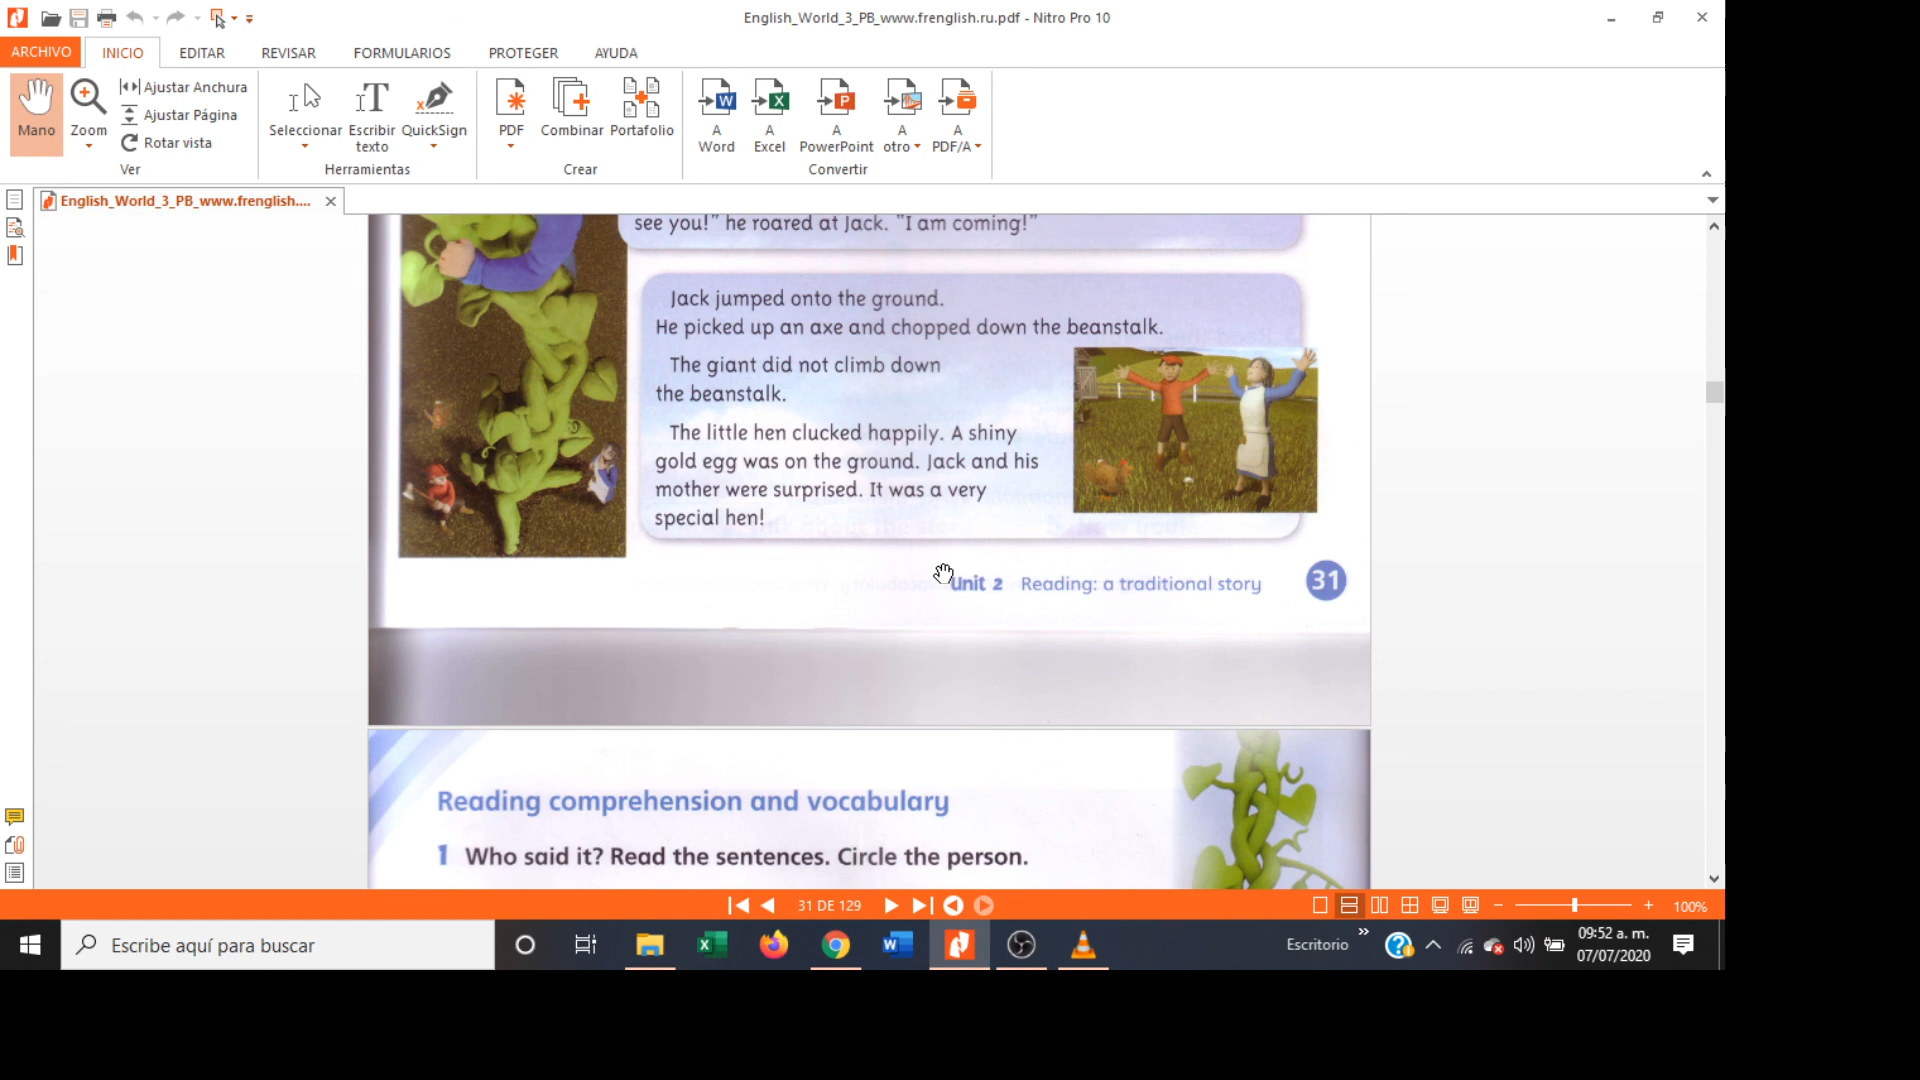 English_World_3_PB_www.frenglish.ru.pdf - Nitro Pro 10
ARCHIVO INICIO EDITAR REVISAR FORMULARIOS PROTEGER AYUDA
Mano
Zoom
Ajustar Anchura
Ajustar Página
Rotar vista
Ver
Seleccionar
Escribir texto
QuickSign
Herramientas
PDF
Combinar
Portafolio
Crear
A Word
A Excel
A PowerPoint
A otro
A PDF/A
Convertir
English_World_3_PB_www.frenglish....
see you!” he roared at Jack. “I am coming!”
Jack jumped onto the ground.
He picked up an axe and chopped down the beanstalk.
The giant did not climb down
the beanstalk.
The little hen clucked happily. A shiny
gold egg was on the ground. Jack and his
mother were surprised. It was a very
special hen!
Unit 2 Reading: a traditional story 31
Reading comprehension and vocabulary
1 Who said it? Read the sentences. Circle the person.
31 DE 129
100%
Escribe aquí para buscar
Escritorio
09:52 a. m.
07/07/2020